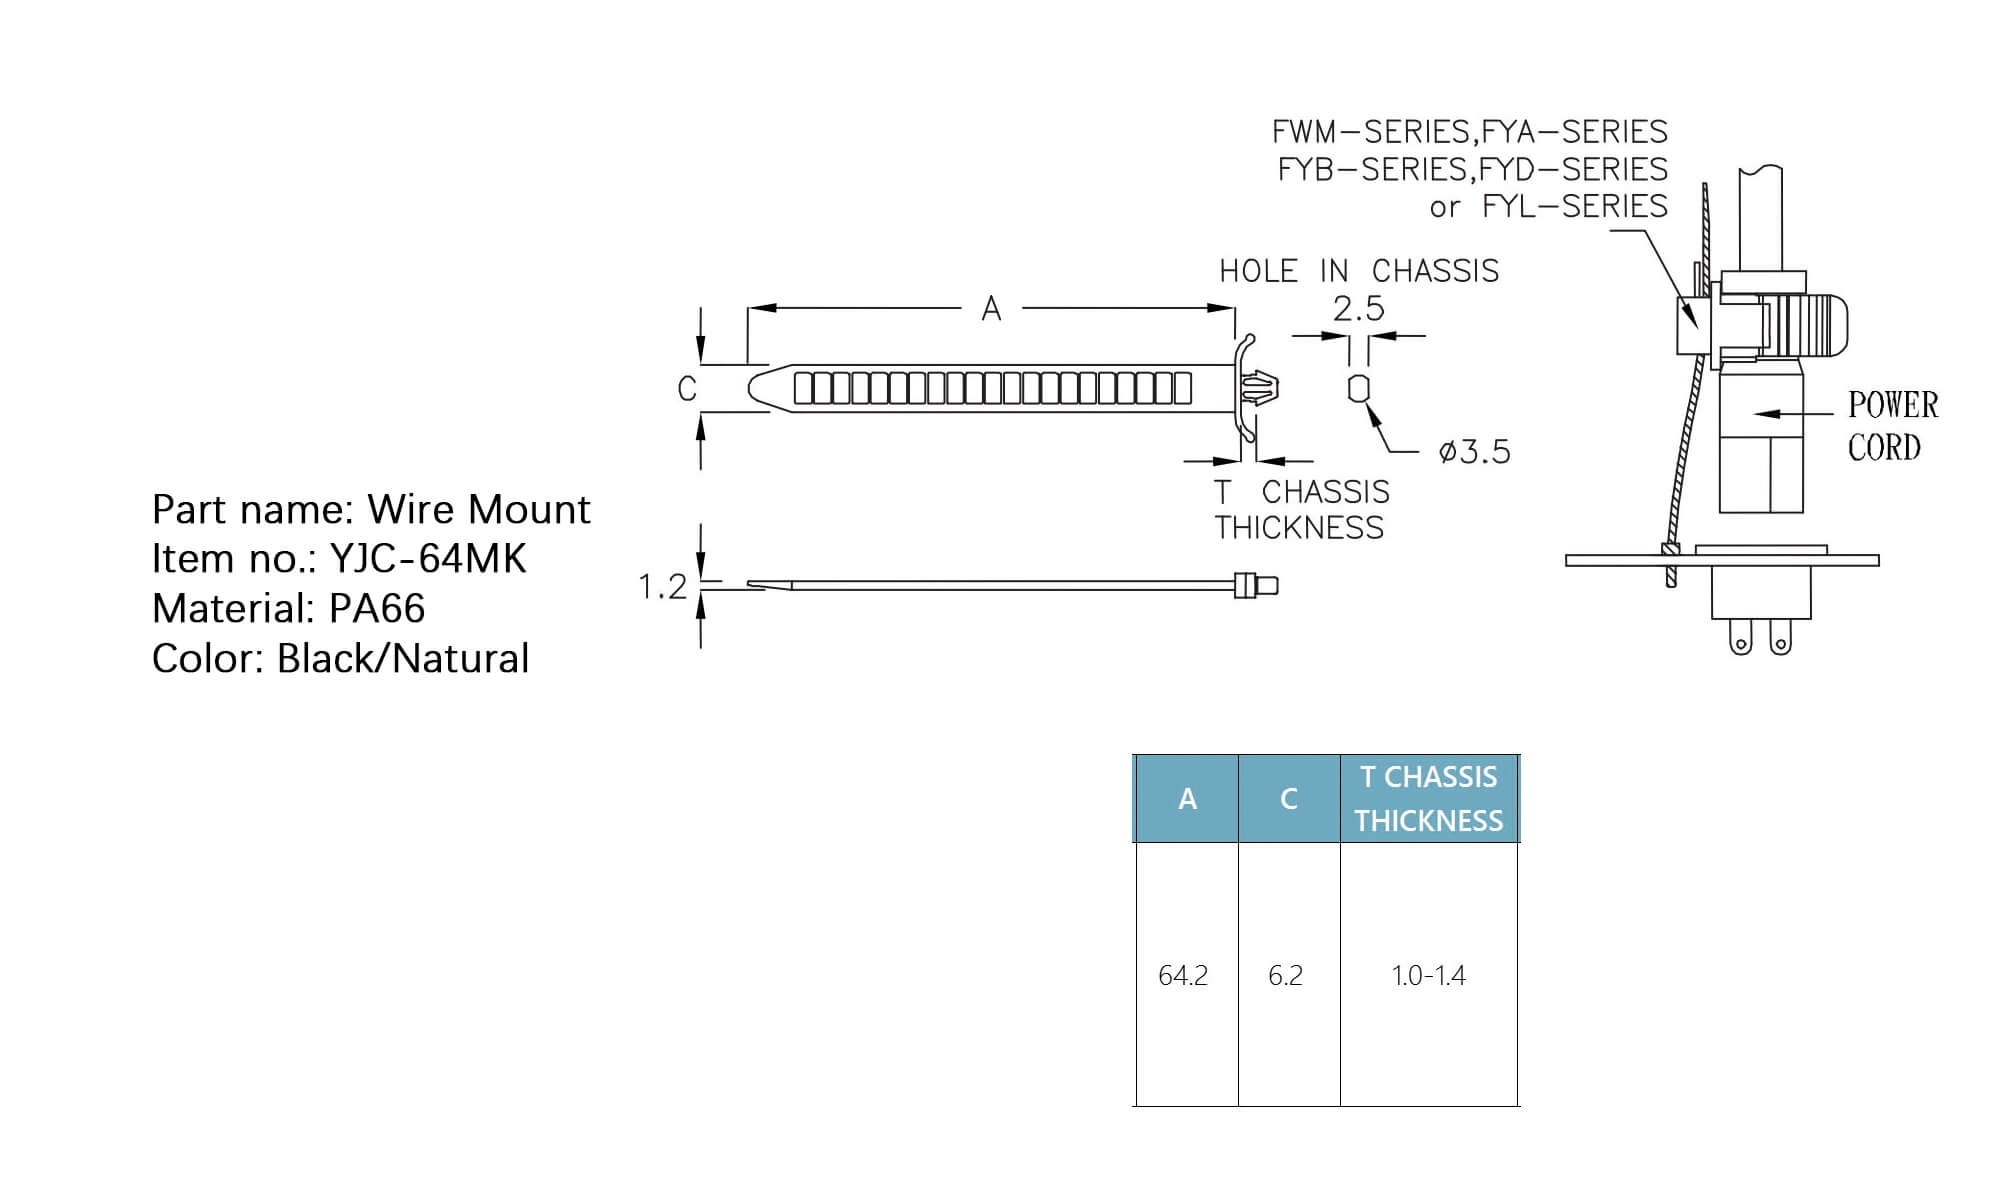 FWM-SERIES,FYA-SERIES
FYB-SERIES,FYD-SERIES
or FYL-SERIES
HOLE IN CHASSIS
2.5
A
C
POWER
CORD
ø3.5
T CHASSIS
THICKNESS
Part name: Wire Mount
Item no.: YJC-64MK
Material: PA66
Color: Black/Natural
1.2
A C T CHASSIS
THICKNESS
64.2 6.2 1.0-1.4